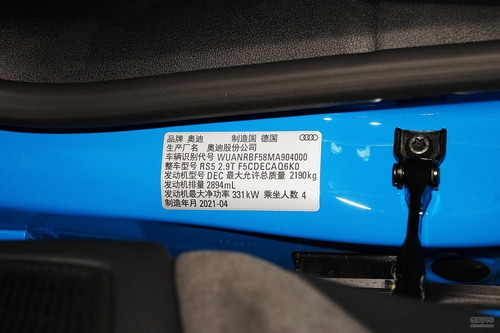 品牌 奥迪 制造国 德国
生产厂名 奥迪股份公司
车辆识别代号 WUANRBF58MA904000
整车型号 RS5 2.9T F5CDECAQ6K0
发动机型号 DEC 最大允许总质量 2190kg
发动机排量 2894mL
发动机最大净功率 331kW 乘坐人数 4
制造年月 2021-04